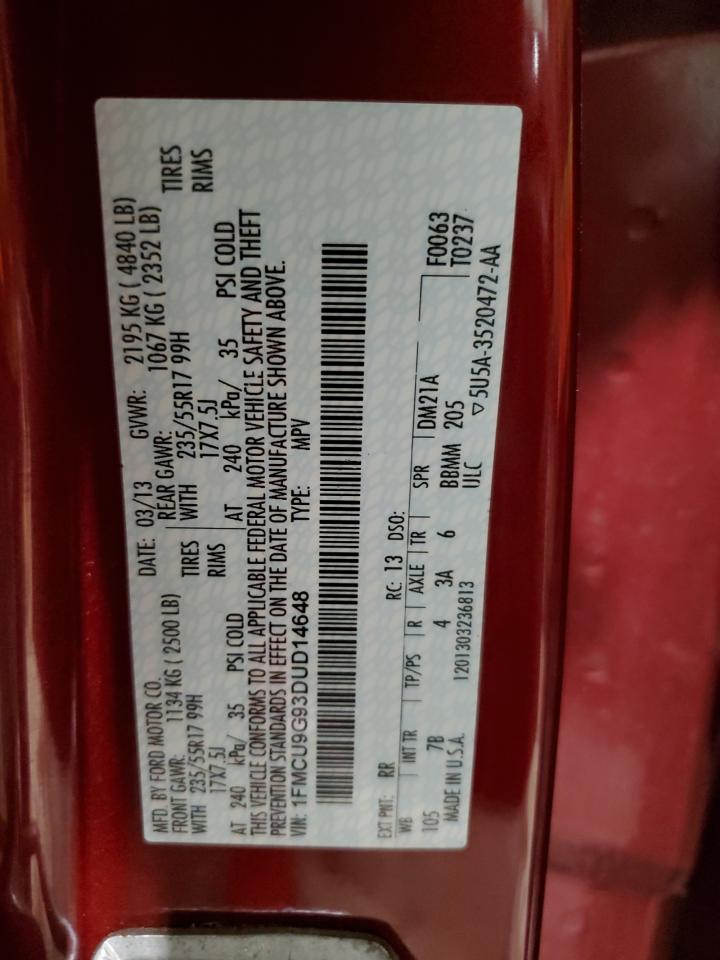 MFD. BY FORD MOTOR CO. DATE: 03/13 GVWR: 2195 KG ( 4840 LB)
FRONT GAWR: 1134 KG ( 2500 LB) REAR GAWR: 1067 KG ( 2352 LB)
WITH 235/55R17 99H TIRES WITH 235/55R17 99H TIRES
17X7.5J RIMS 17X7.5J RIMS
AT 240 kPa/ 35 PSI COLD AT 240 kPa/ 35 PSI COLD
THIS VEHICLE CONFORMS TO ALL APPLICABLE FEDERAL MOTOR VEHICLE SAFETY AND THEFT
PREVENTION STANDARDS IN EFFECT ON THE DATE OF MANUFACTURE SHOWN ABOVE.
VIN: 1FMCU9G93DUD14648 TYPE: MPV
EXT PNT: RR RC: 13 DSO:
WB INT TR TP/PS R AXLE TR SPR DM21A F0063
105 7B 4 3A 6 BBMM 205 T0237
MADE IN U.S.A. 1201303236813 ULC ▽5U5A-3520472-AA